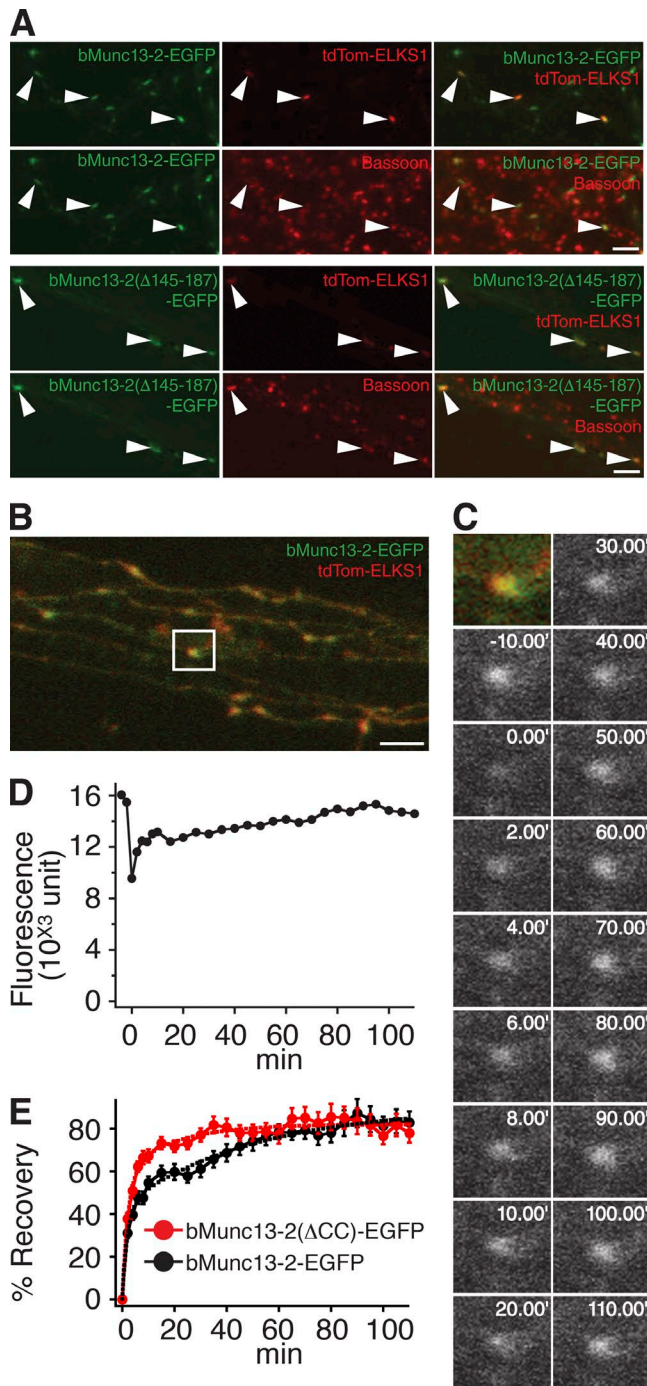 A
bMunc13-2-EGFP
tdTom-ELKS1
bMunc13-2-EGFP
tdTom-ELKS1
bMunc13-2-EGFP
Bassoon
bMunc13-2-EGFP
Bassoon
bMunc13-2(Δ145-187)
-EGFP
tdTom-ELKS1
bMunc13-2(Δ145-187)
-EGFP
tdTom-ELKS1
bMunc13-2(Δ145-187)
-EGFP
Bassoon
bMunc13-2(Δ145-187)
-EGFP
Bassoon
B
bMunc13-2-EGFP
tdTom-ELKS1
C
30.00'
-10.00'
40.00'
0.00'
50.00'
2.00'
60.00'
4.00'
70.00'
6.00'
80.00'
8.00'
90.00'
10.00'
100.00'
20.00'
110.00'
D
Fluorescence
(10X3 unit)
16
12
8
4
0
0 20 40 60 80 100
min
E
% Recovery
80
60
40
20
0
bMunc13-2(ΔCC)-EGFP
bMunc13-2-EGFP
0 20 40 60 80 100
min